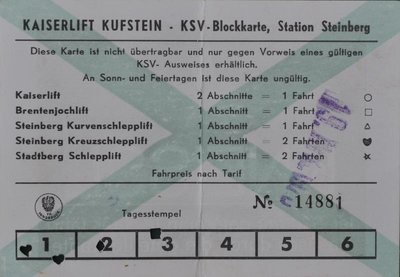 KAISERLIFT KUFSTEIN - KSV-Blockkarte, Station Steinberg
Diese Karte ist nicht übertragbar und nur gegen Vorweis eines gültigen
KSV- Ausweises erhältlich.
An Sonn- und Feiertagen ist diese Karte ungültig.
Kaiserlift 2 Abschnitte = 1 Fahrt
Brentenjochlift 1 Abschnitt = 1 Fahrt
Steinberg Kurvenschlepplift 1 Abschnitt = 1 Fahrt
Steinberg Kreuzschlepplift 1 Abschnitt = 2 Fahrten
Stadtberg Schlepplift 1 Abschnitt = 2 Fahrten
Fahrpreis nach Tarif
Tagesstempel
№ 14881
1 2 3 4 5 6